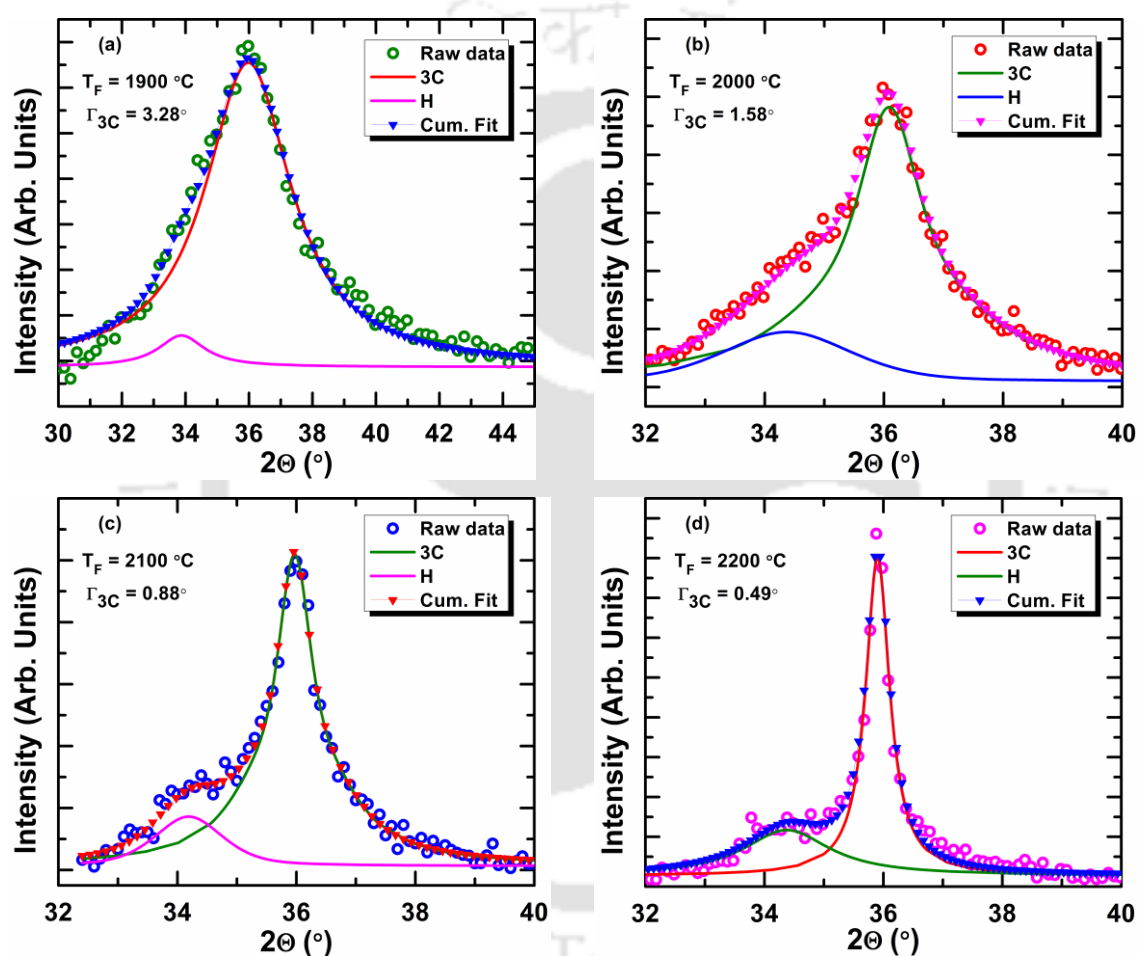 (a)
T_F = 1900 °C
Γ_3C = 3.28°
Raw data
3C
H
Cum. Fit
Intensity (Arb. Units)
30 32 34 36 38 40 42 44
2Θ (°)
(b)
T_F = 2000 °C
Γ_3C = 1.58°
Raw data
3C
H
Cum. Fit
Intensity (Arb. Units)
32 34 36 38 40
2Θ (°)
(c)
T_F = 2100 °C
Γ_3C = 0.88°
Raw data
3C
H
Cum. Fit
Intensity (Arb. Units)
32 34 36 38 40
2Θ (°)
(d)
T_F = 2200 °C
Γ_3C = 0.49°
Raw data
3C
H
Cum. Fit
Intensity (Arb. Units)
32 34 36 38 40
2Θ (°)